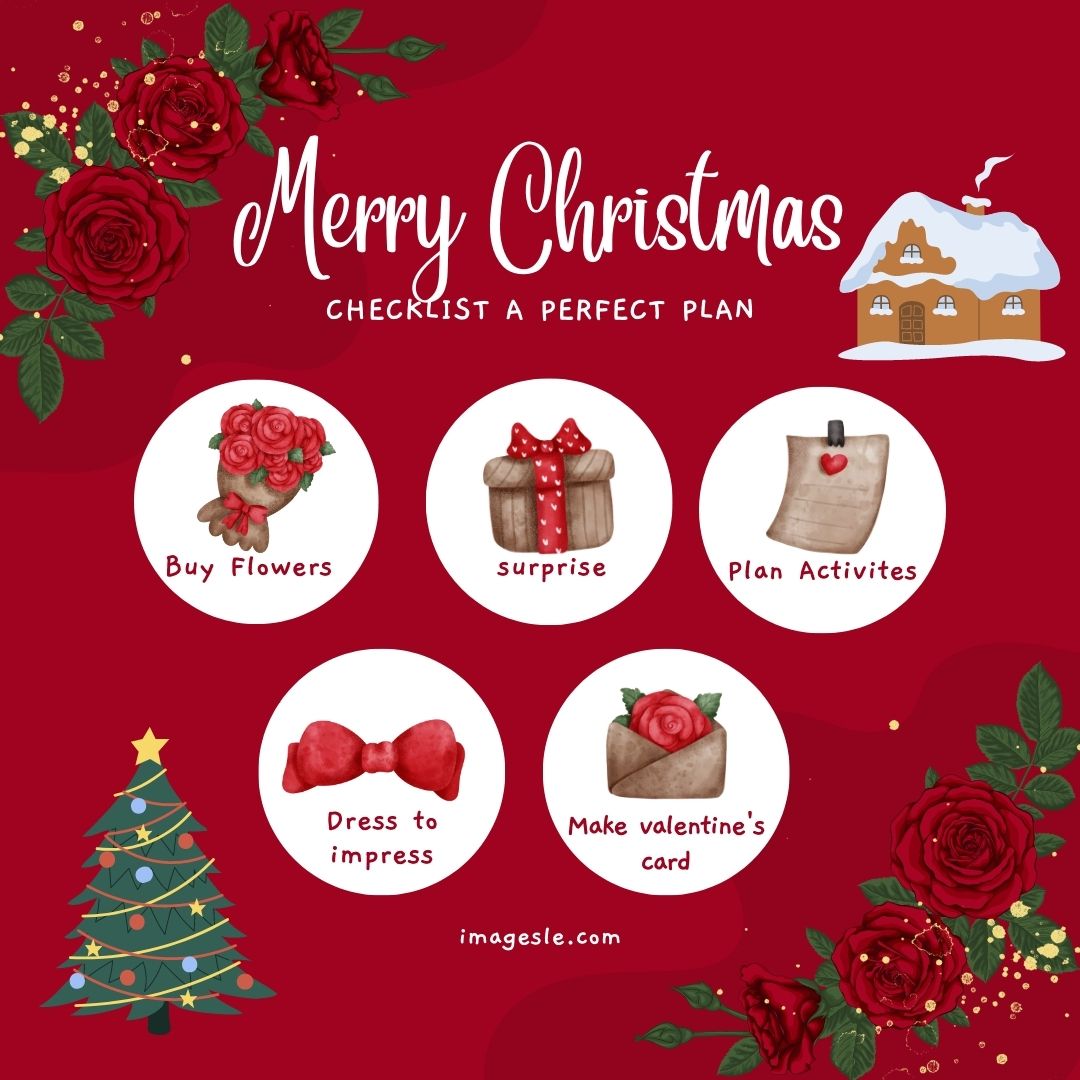 Merry Christmas
CHECKLIST A PERFECT PLAN
Buy Flowers
surprise
Plan Activites
Dress to
impress
Make valentine's
card
imagesle.com